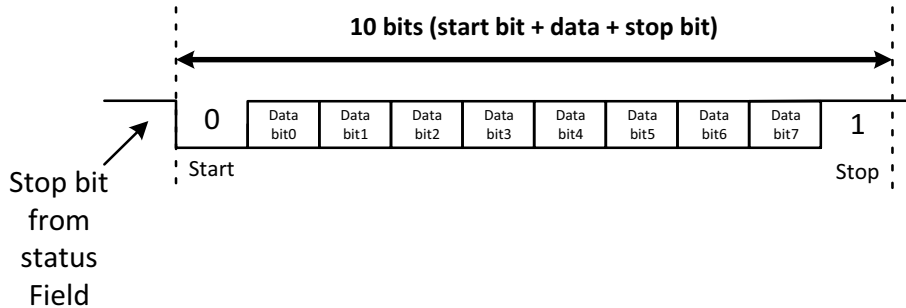 10 bits (start bit + data + stop bit)
0
Data
bit0
Data
bit1
Data
bit2
Data
bit3
Data
bit4
Data
bit5
Data
bit6
Data
bit7
1
Start
Stop
Stop bit
from
status
Field